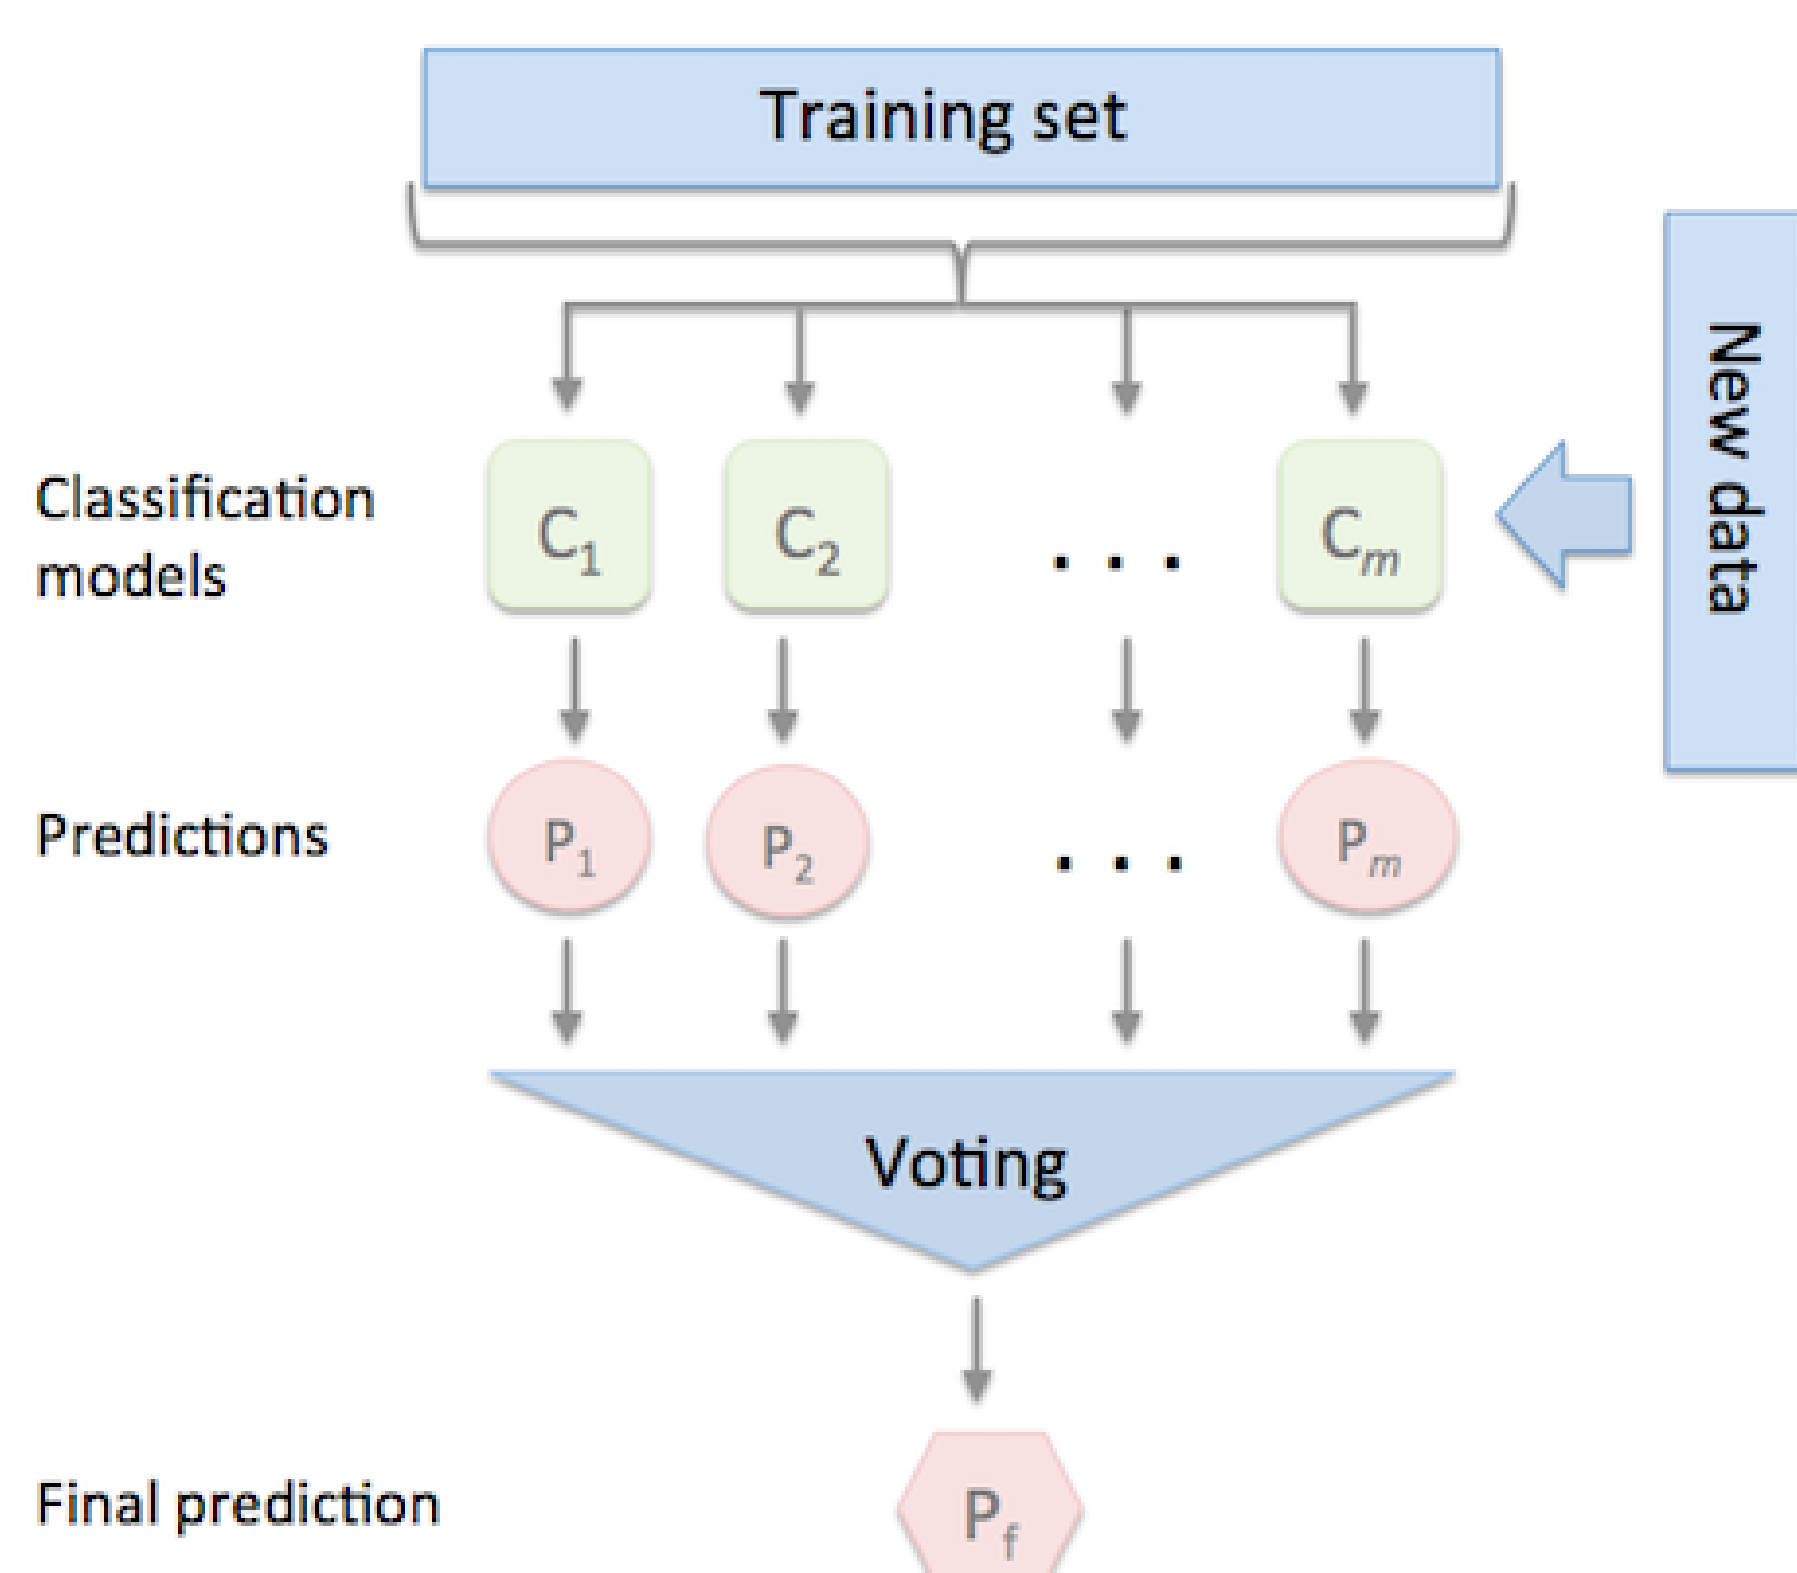 Training set
New data
Classification
models
C1 C2 . . . Cm
Predictions
P1 P2 . . . Pm
Voting
Final prediction
Pf